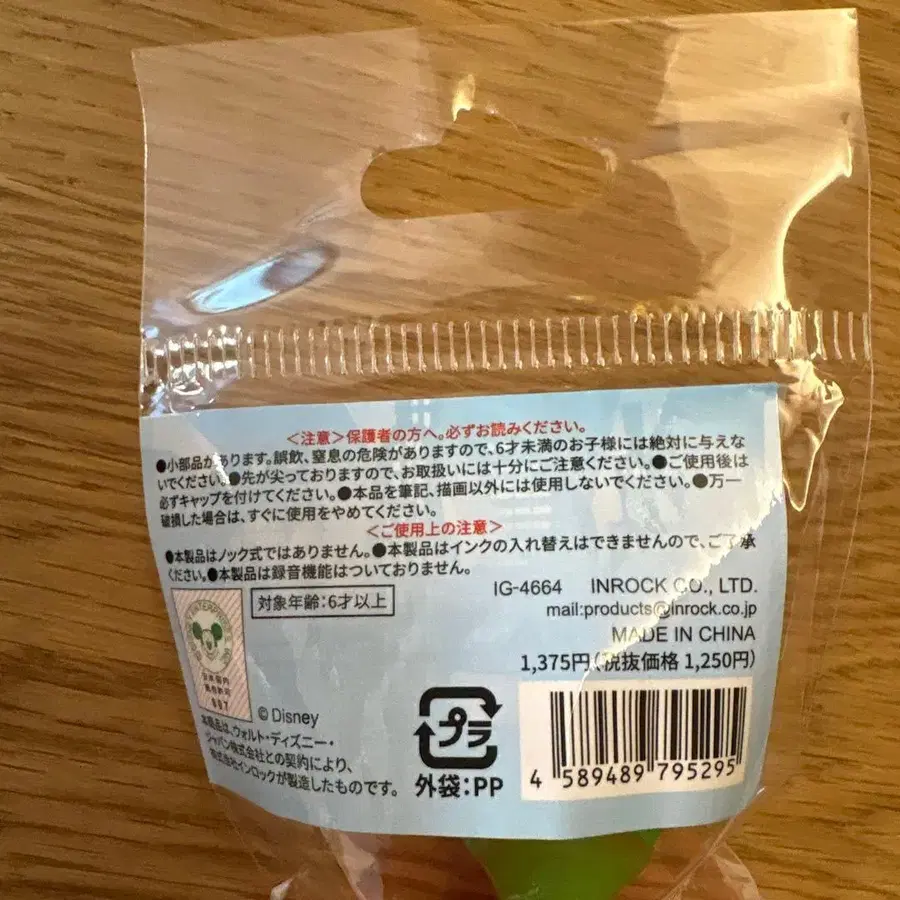 ＜注意＞保護者の方へ。必ずお読みください。
●小部品があります。誤飲、窒息の危険がありますので、6才未満のお子様には絶対に与えな
いでください。●先が尖っておりますので、お取扱いには十分にご注意ください。●ご使用後は
必ずキャップを付けてください。●本品を筆記、描画以外には使用しないでください。●万一
破損した場合は、すぐに使用をやめてください。
＜ご使用上の注意＞
●本製品はノック式ではありません。●本製品はインクの入れ替えはできませんので、ご了承
ください。●本製品は録音機能はついておりません。
対象年齢:6才以上
IG-4664 INROCK CO., LTD.
mail:products@inrock.co.jp
MADE IN CHINA
1,375円(税抜価格 1,250円)
日本国内
007
© Disney
本商品は、ウォルト・ディズニー・
ジャパン株式会社との契約により、
株式会社インロックが製造したものです。
プラ
外袋:PP
4 589489 795295